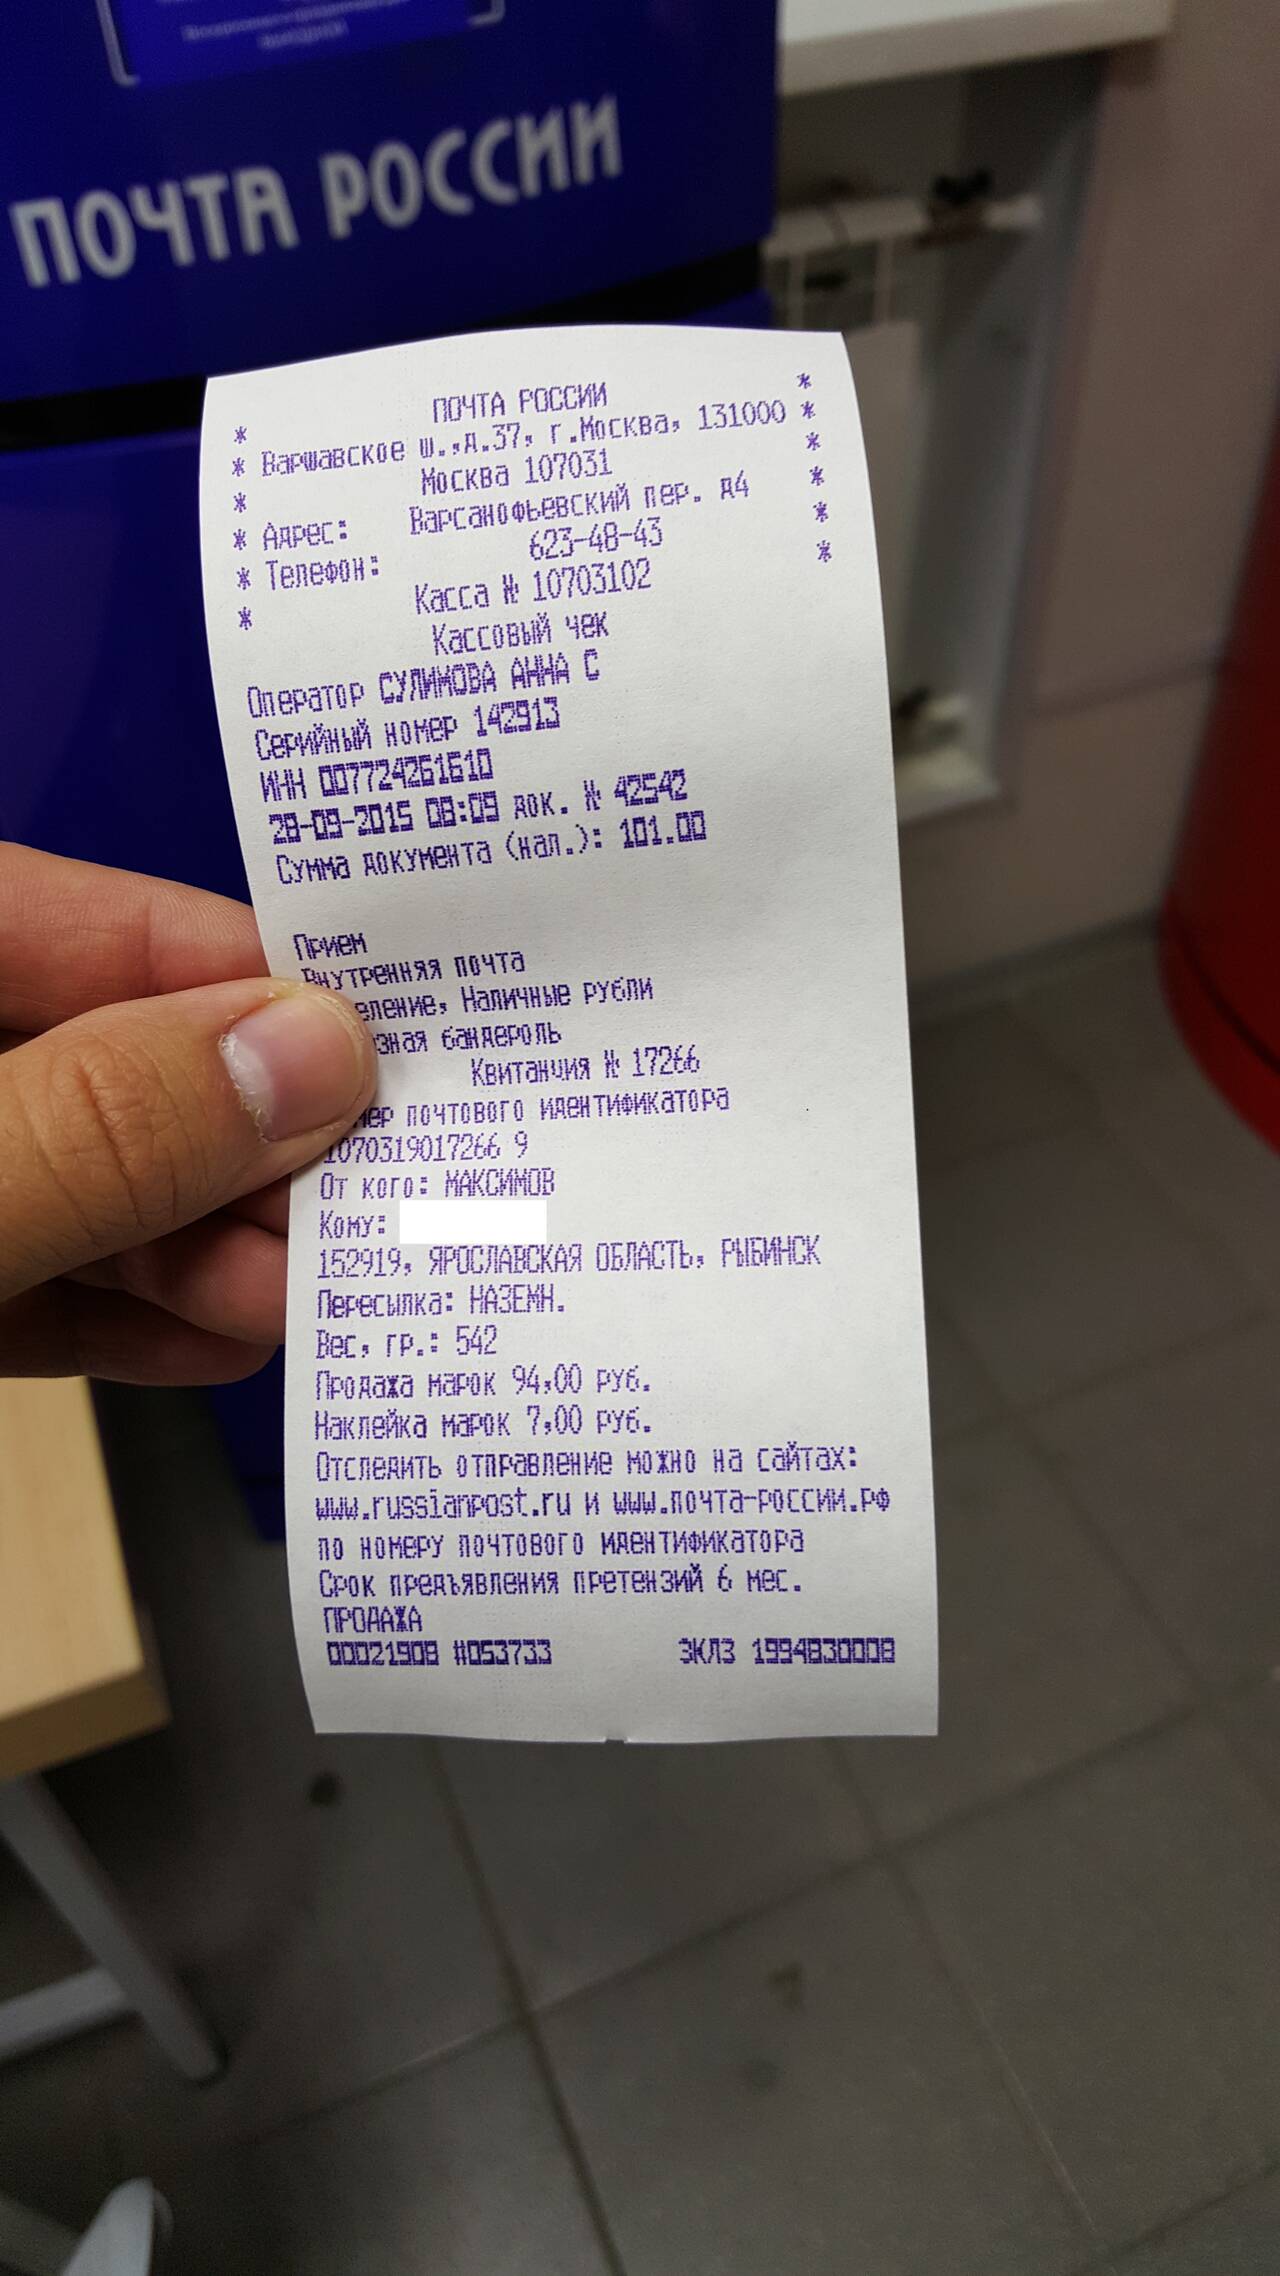 ПОЧТА РОССИИ
* ПОЧТА РОССИИ *
* Варшавское ш.,д.37, г.Москва, 131000 *
* Москва 107031 *
* Адрес: Варсанофьевский пер. д4 *
* Телефон: 623-48-43 *
* Касса № 10703102 *
Кассовый чек
Оператор СУЛИКОВА АННА С
Серийный номер 142913
ИНН 007724261610
28-09-2015 08:09 док. № 42542
Сумма документа (нал.): 101.00
Прием
Внутренняя почта
еление, Наличные рубли
зная бандероль
Квитанция № 17266
мер почтового идентификатора
1070319017266 9
От кого: МАКСИМОВ
Кому:
152919, ЯРОСЛАВСКАЯ ОБЛАСТЬ, РЫБИНСК
Пересылка: НАЗЕМН.
Вес, гр.: 542
Продажа марок 94,00 руб.
Наклейка марок 7,00 руб.
Отследить отправление можно на сайтах:
www.russianpost.ru и www.почта-россии.рф
по номеру почтового идентификатора
Срок предъявления претензий 6 мес.
ПРОДАЖА
00021908 #053733 ЭКЛЗ 1994830008